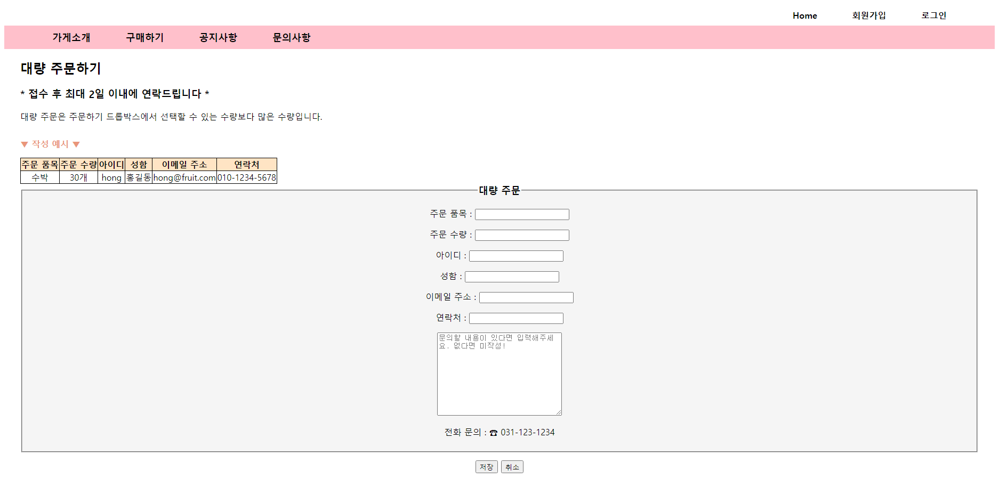 Home 회원가입 로그인
가게소개 구매하기 공지사항 문의사항
대량 주문하기
* 접수 후 최대 2일 이내에 연락드립니다 *
대량 주문은 주문하기 드롭박스에서 선택할 수 있는 수량보다 많은 수량입니다.
▼ 작성 예시 ▼
주문 품목 주문 수량 아이디 성함 이메일 주소 연락처
수박 30개 hong 홍길동 hong@fruit.com 010-1234-5678
대량 주문
주문 품목 :
주문 수량 :
아이디 :
성함 :
이메일 주소 :
연락처 :
문의할 내용이 있다면 입력해주세
요. 없다면 미작성!
전화 문의 : ☎ 031-123-1234
저장 취소